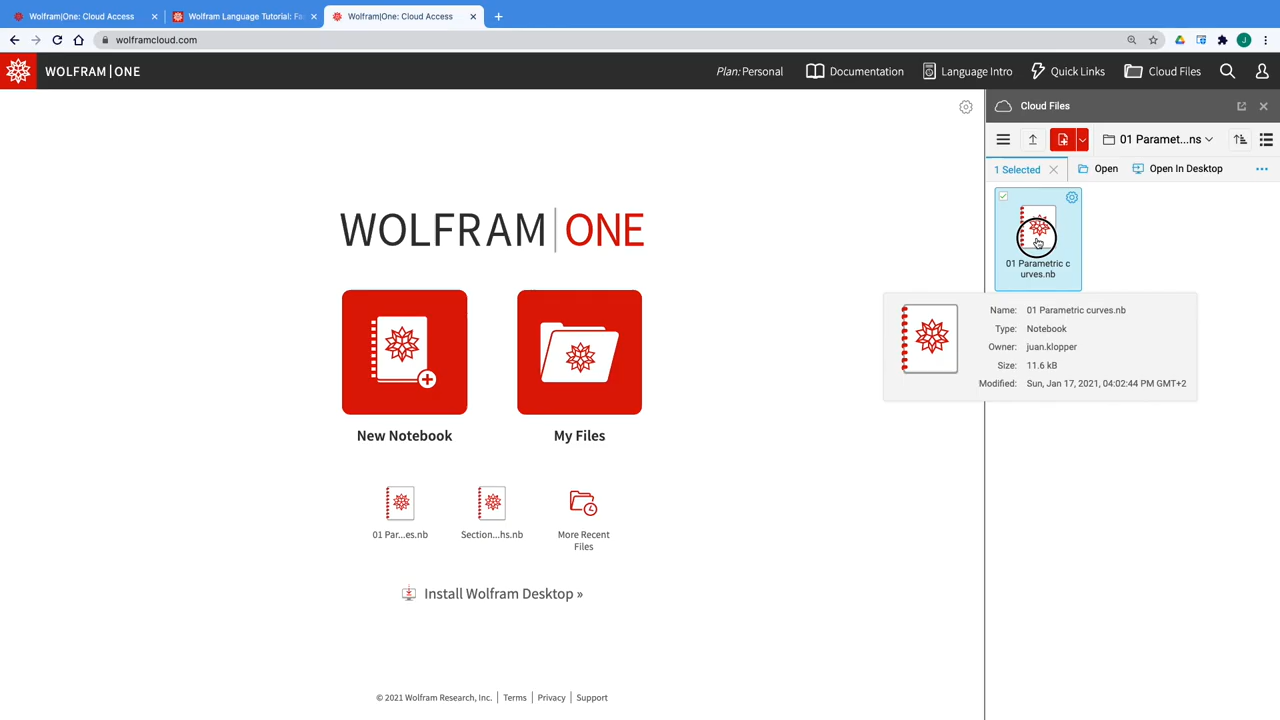 Wolfram|One: Cloud Access
Wolfram Language Tutorial: Fa
Wolfram|One: Cloud Access
wolframcloud.com
J
WOLFRAM|ONE
Plan: Personal
Documentation
Language Intro
Quick Links
Cloud Files
Cloud Files
01 Paramet...ns
1 Selected
Open
Open In Desktop
01 Parametric c
urves.nb
Name: 01 Parametric curves.nb
Type: Notebook
Owner: juan.klopper
Size: 11.6 kB
Modified: Sun, Jan 17, 2021, 04:02:44 PM GMT+2
WOLFRAM|ONE
New Notebook
My Files
01 Par...es.nb
Section...hs.nb
More Recent
Files
Install Wolfram Desktop »
© 2021 Wolfram Research, Inc. | Terms | Privacy | Support